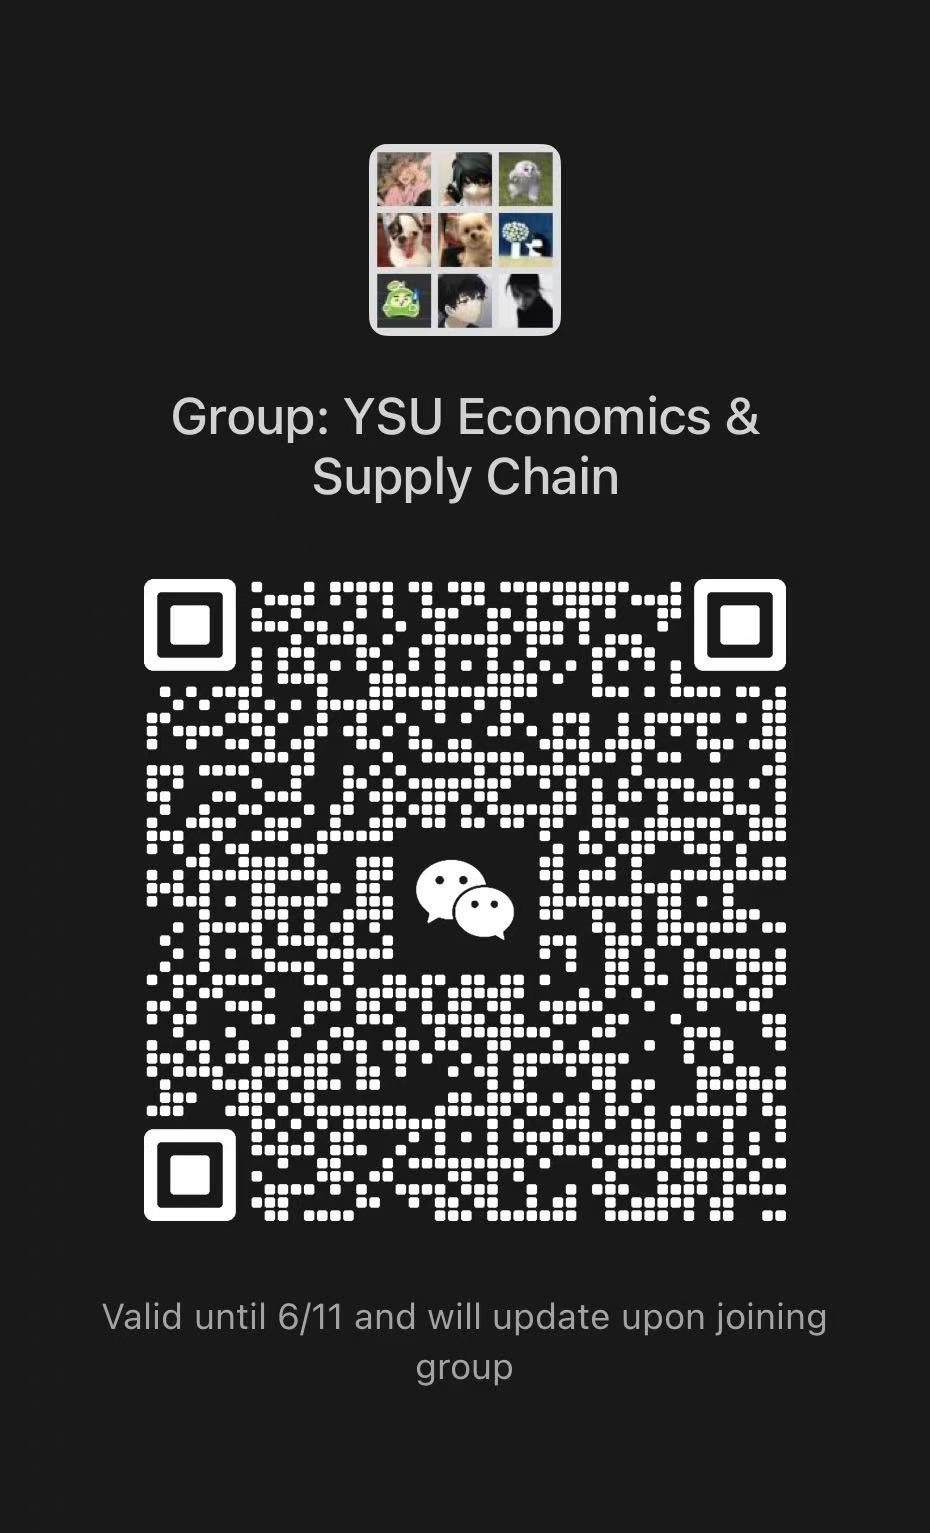 Group: YSU Economics &
Supply Chain
Valid until 6/11 and will update upon joining
group